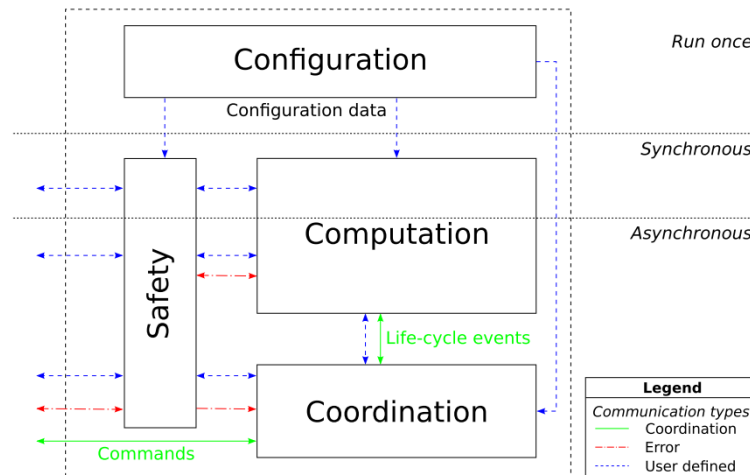 Configuration
Run once
Configuration data
Synchronous
Asynchronous
Safety
Computation
Life-cycle events
Coordination
Commands
Legend
Communication types
Coordination
Error
User defined